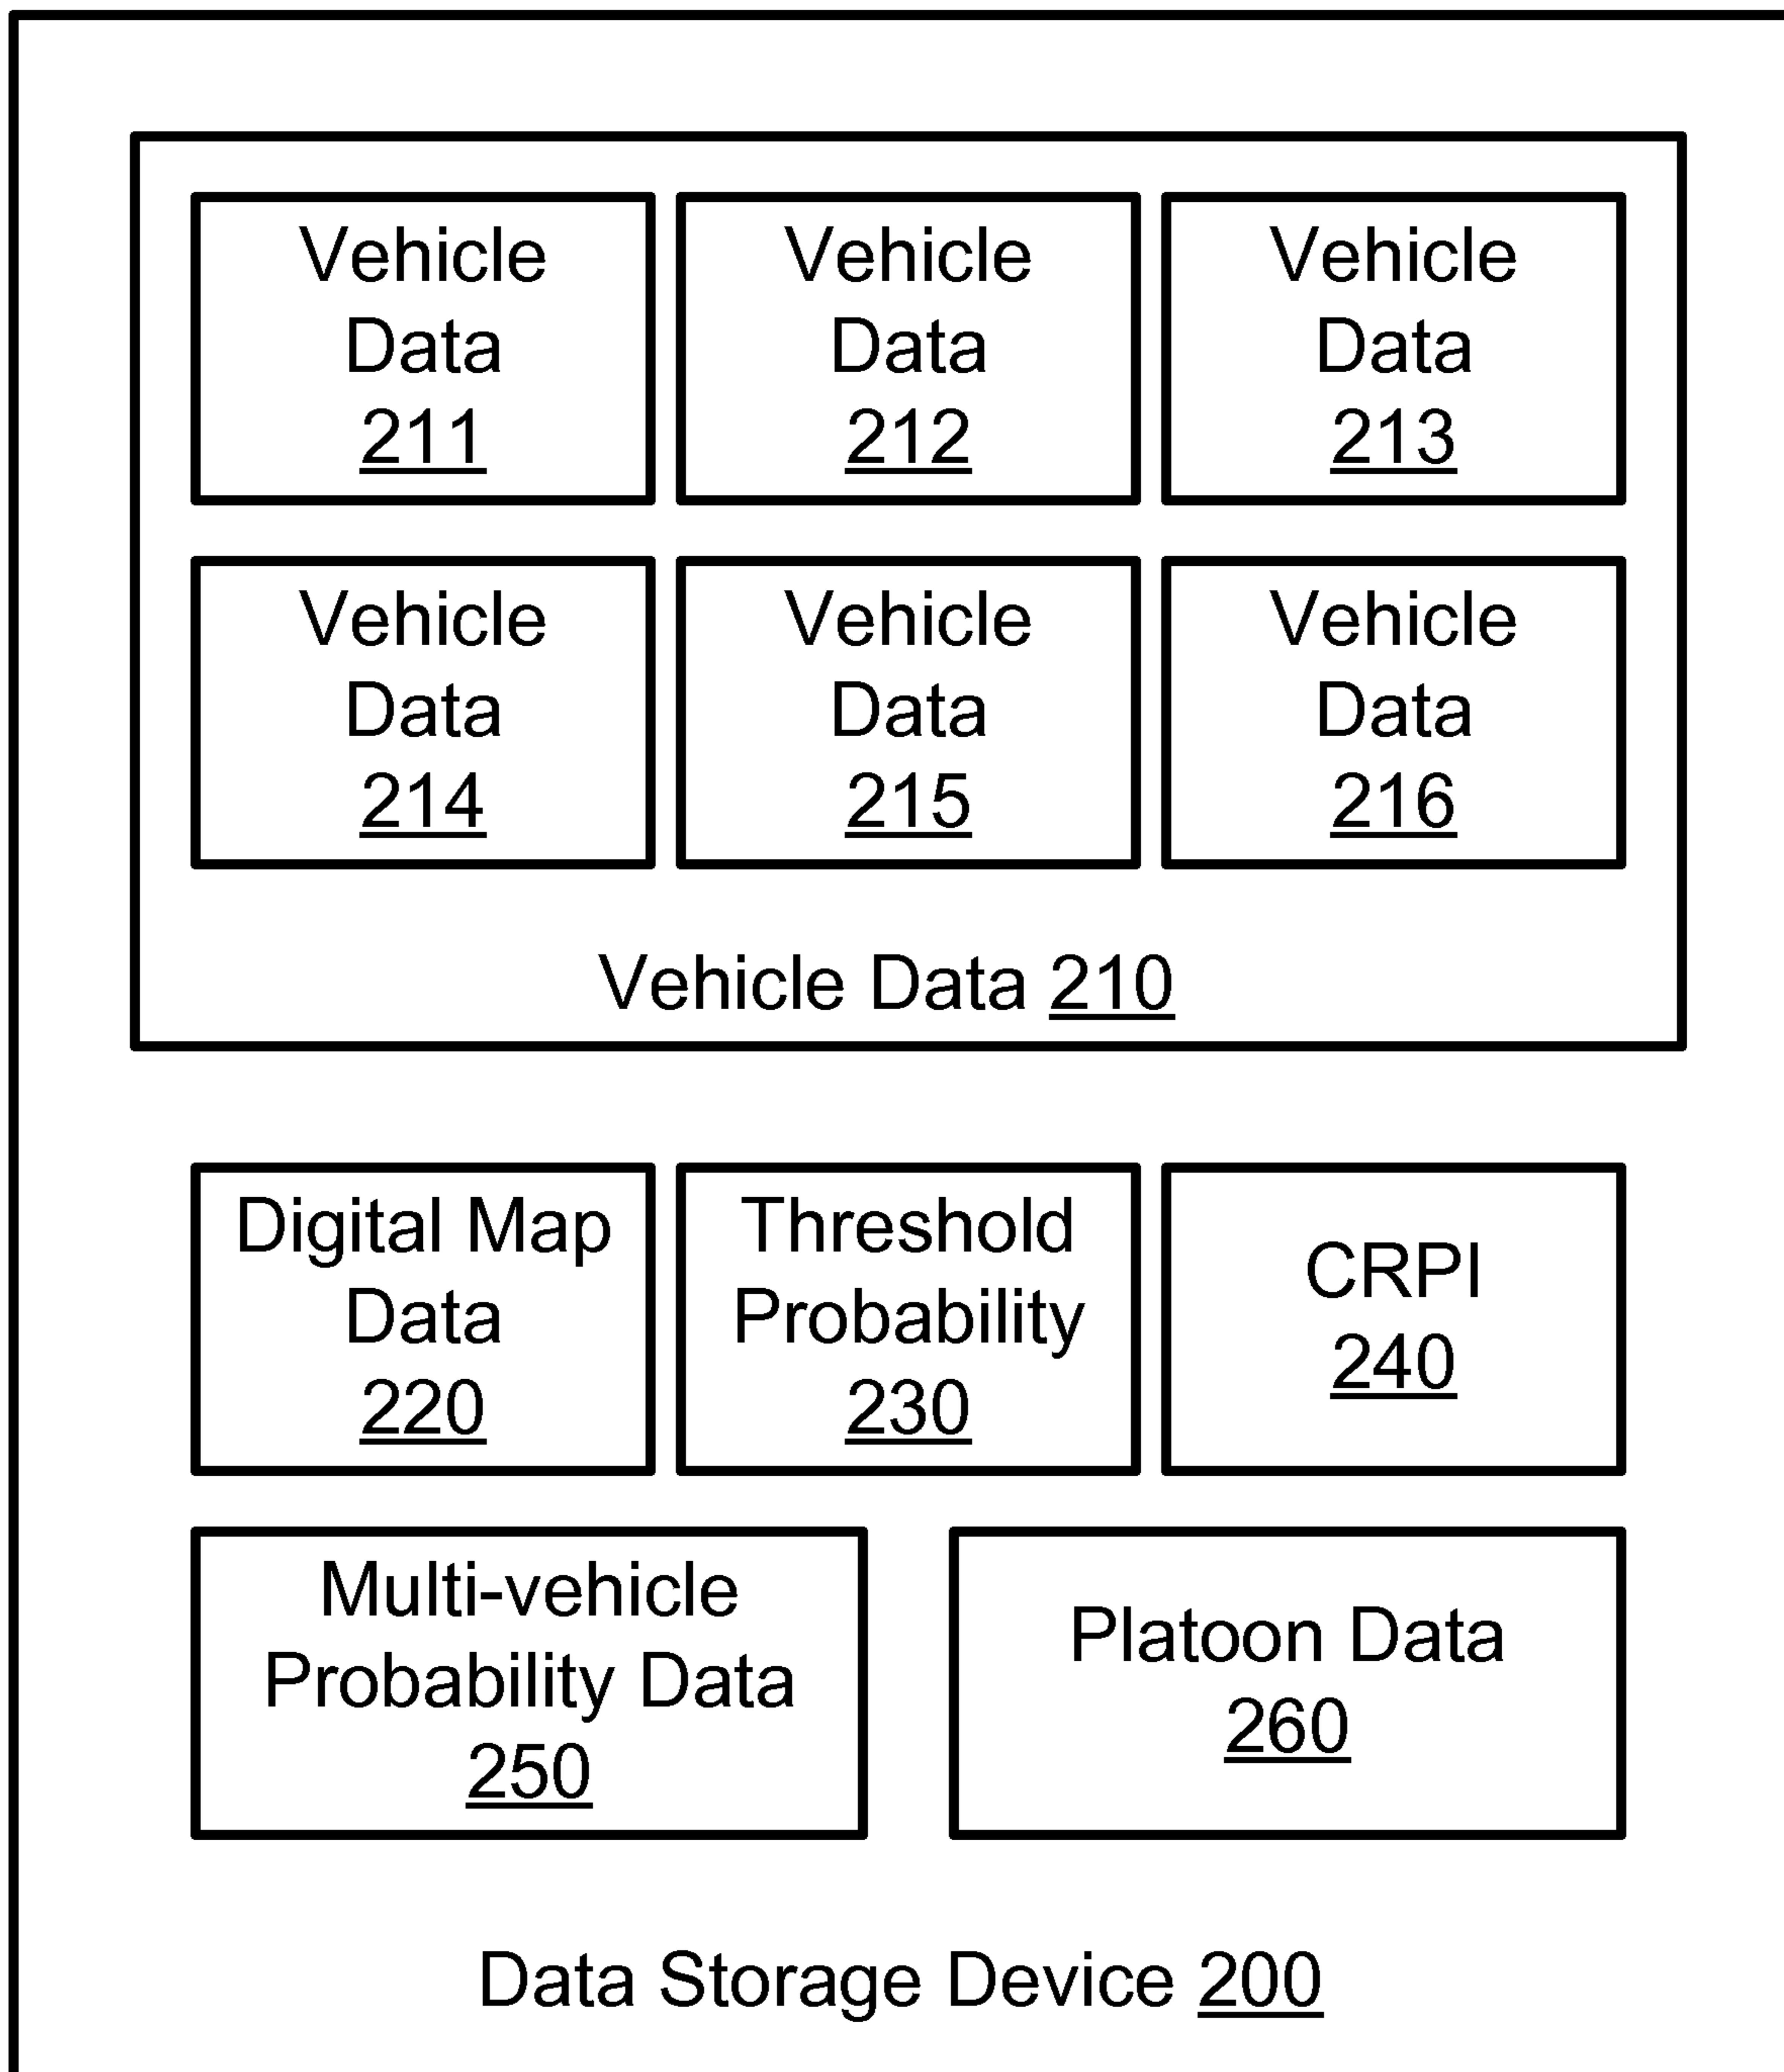 Vehicle
Data
211
Vehicle
Data
212
Vehicle
Data
213
Vehicle
Data
214
Vehicle
Data
215
Vehicle
Data
216
Vehicle Data 210
Digital Map
Data
220
Threshold
Probability
230
CRPI
240
Multi-vehicle
Probability Data
250
Platoon Data
260
Data Storage Device 200